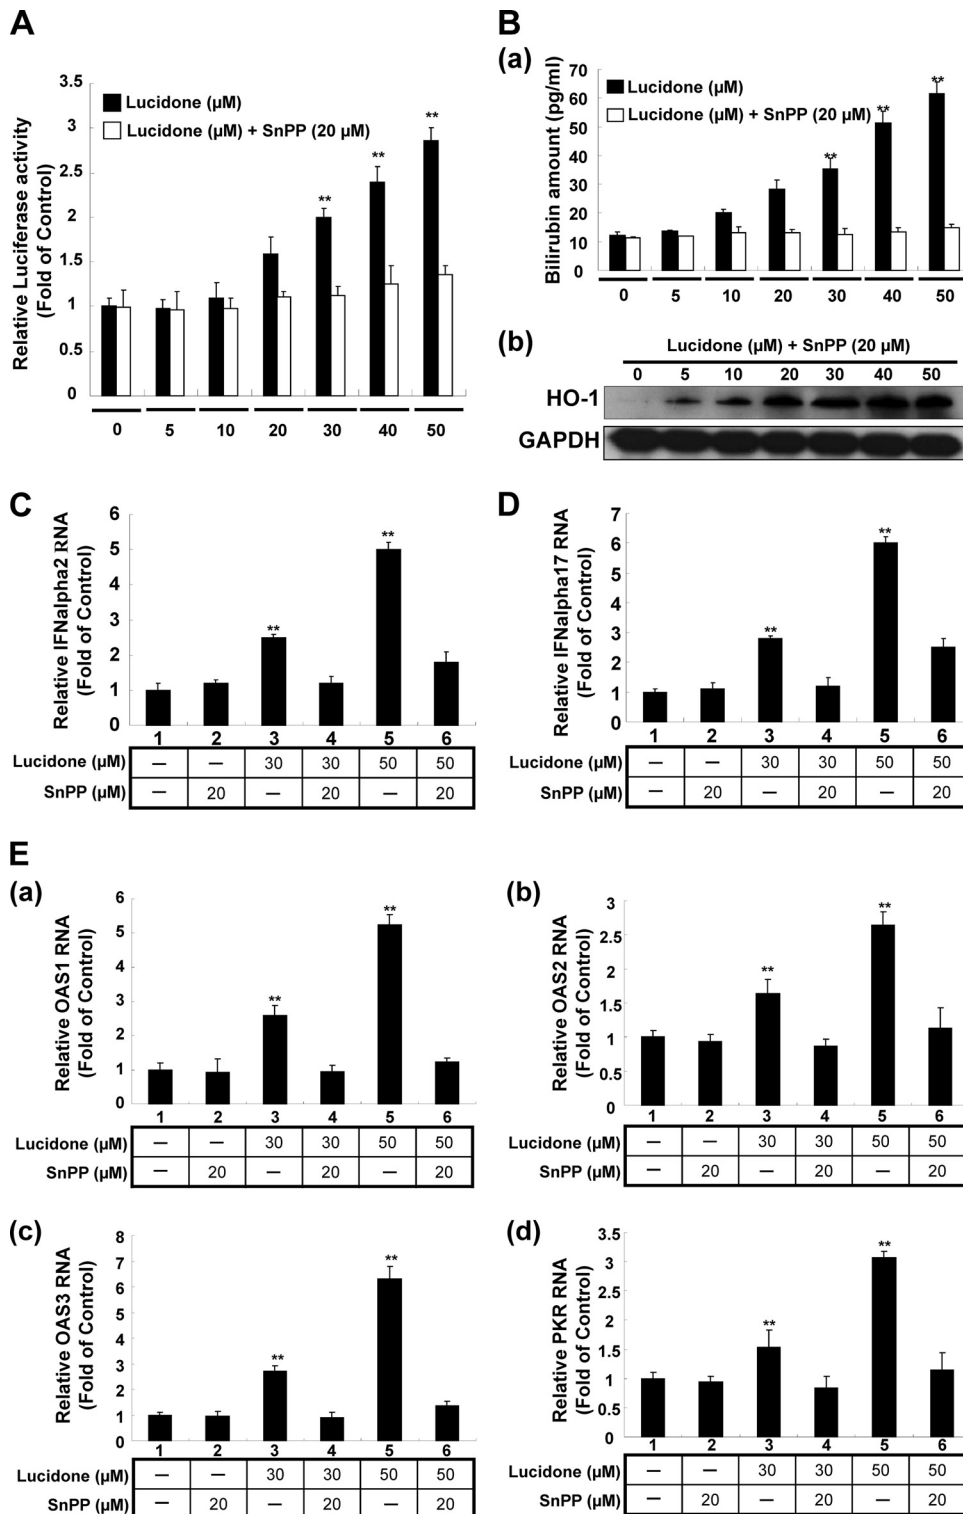 A
Relative Luciferase activity
(Fold of Control)
3.5
3
2.5
2
1.5
1
0.5
0
Lucidone (µM)
Lucidone (µM) + SnPP (20 µM)
** ** **
0 5 10 20 30 40 50
B
(a)
Bilirubin amount (pg/ml)
70
60
50
40
30
20
10
0
Lucidone (µM)
Lucidone (µM) + SnPP (20 µM)
** ** **
0 5 10 20 30 40 50
(b)
Lucidone (µM) + SnPP (20 µM)
0 5 10 20 30 40 50
HO-1
GAPDH
C
Relative IFNalpha2 RNA
(Fold of Control)
6
5
4
3
2
1
0
** **
1 2 3 4 5 6
Lucidone (µM) — — 30 30 50 50
SnPP (µM) — 20 — 20 — 20
D
Relative IFNalpha17 RNA
(Fold of Control)
7
6
5
4
3
2
1
0
** **
1 2 3 4 5 6
Lucidone (µM) — — 30 30 50 50
SnPP (µM) — 20 — 20 — 20
E
(a)
Relative OAS1 RNA
(Fold of Control)
6
5
4
3
2
1
0
** **
1 2 3 4 5 6
Lucidone (µM) — — 30 30 50 50
SnPP (µM) — 20 — 20 — 20
(b)
Relative OAS2 RNA
(Fold of Control)
3
2.5
2
1.5
1
0.5
0
** **
1 2 3 4 5 6
Lucidone (µM) — — 30 30 50 50
SnPP (µM) — 20 — 20 — 20
(c)
Relative OAS3 RNA
(Fold of Control)
8
7
6
5
4
3
2
1
0
** **
1 2 3 4 5 6
Lucidone (µM) — — 30 30 50 50
SnPP (µM) — 20 — 20 — 20
(d)
Relative PKR RNA
(Fold of Control)
3.5
3
2.5
2
1.5
1
0.5
0
** **
1 2 3 4 5 6
Lucidone (µM) — — 30 30 50 50
SnPP (µM) — 20 — 20 — 20